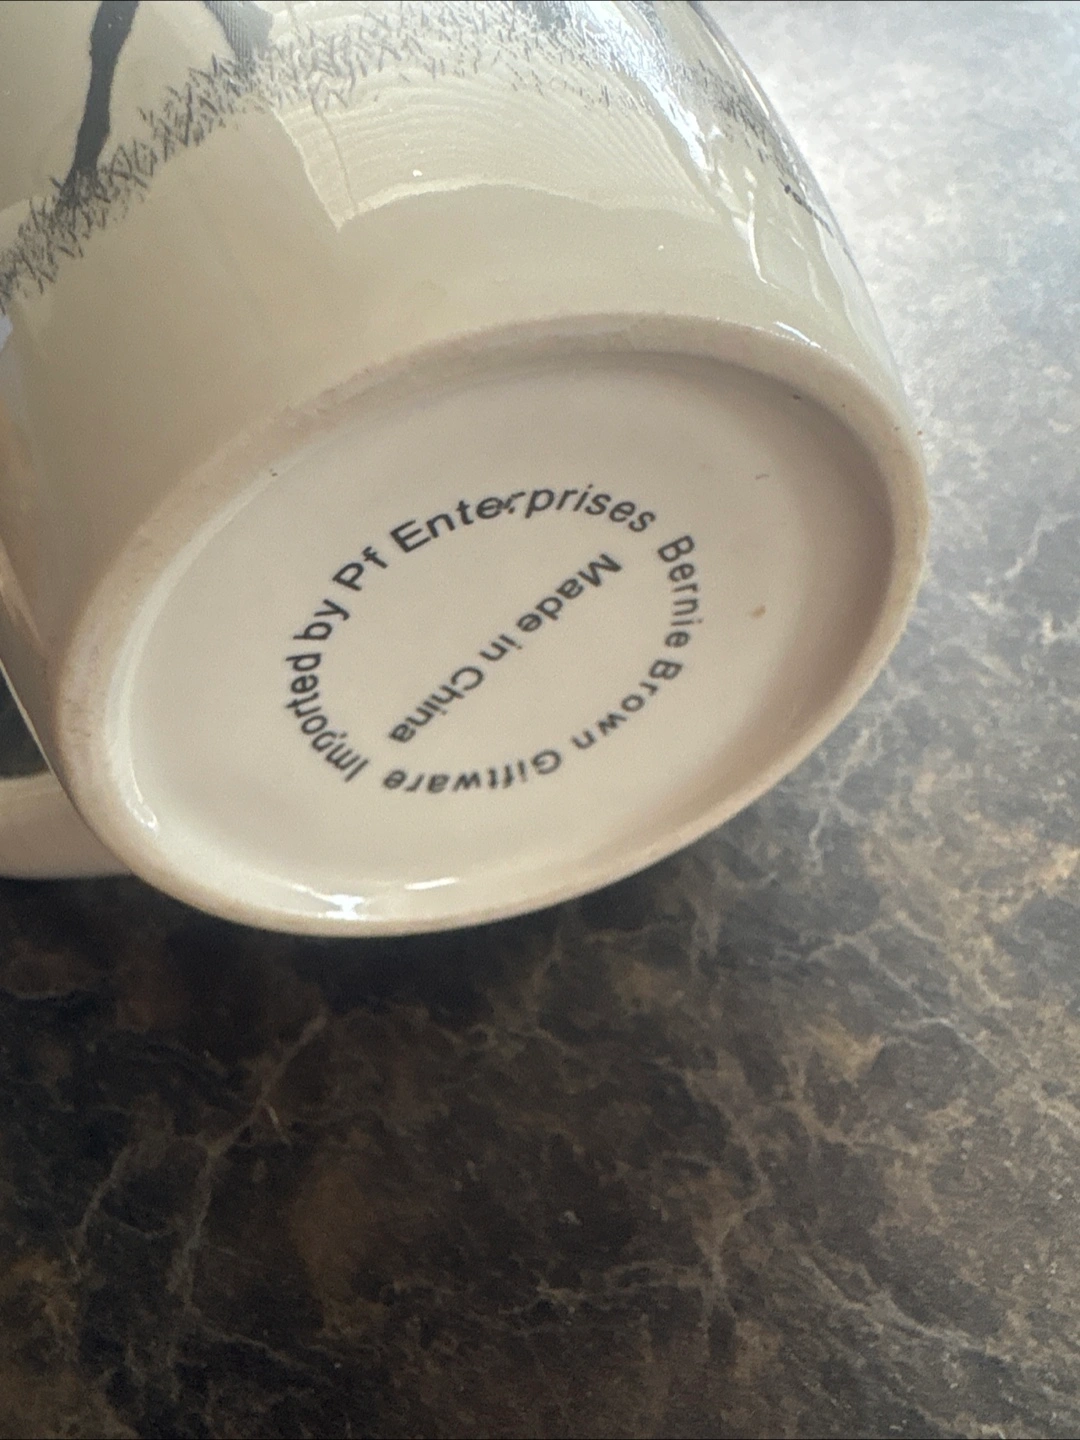 Imported by Pf Enterprises Bernie Brown Giftware
Made in China